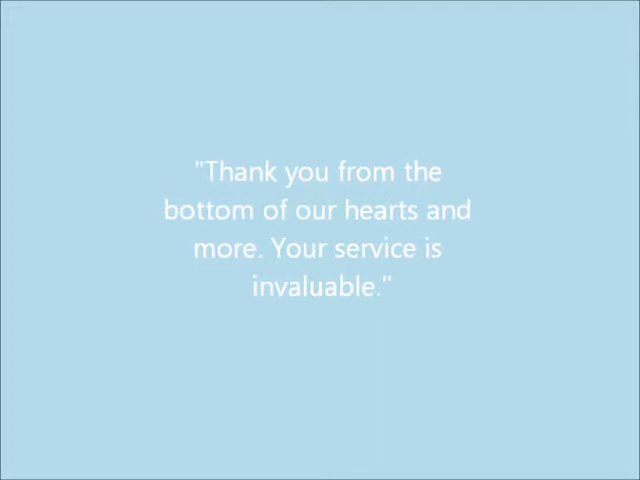 "Thank you from the
bottom of our hearts and
more. Your service is
invaluable."